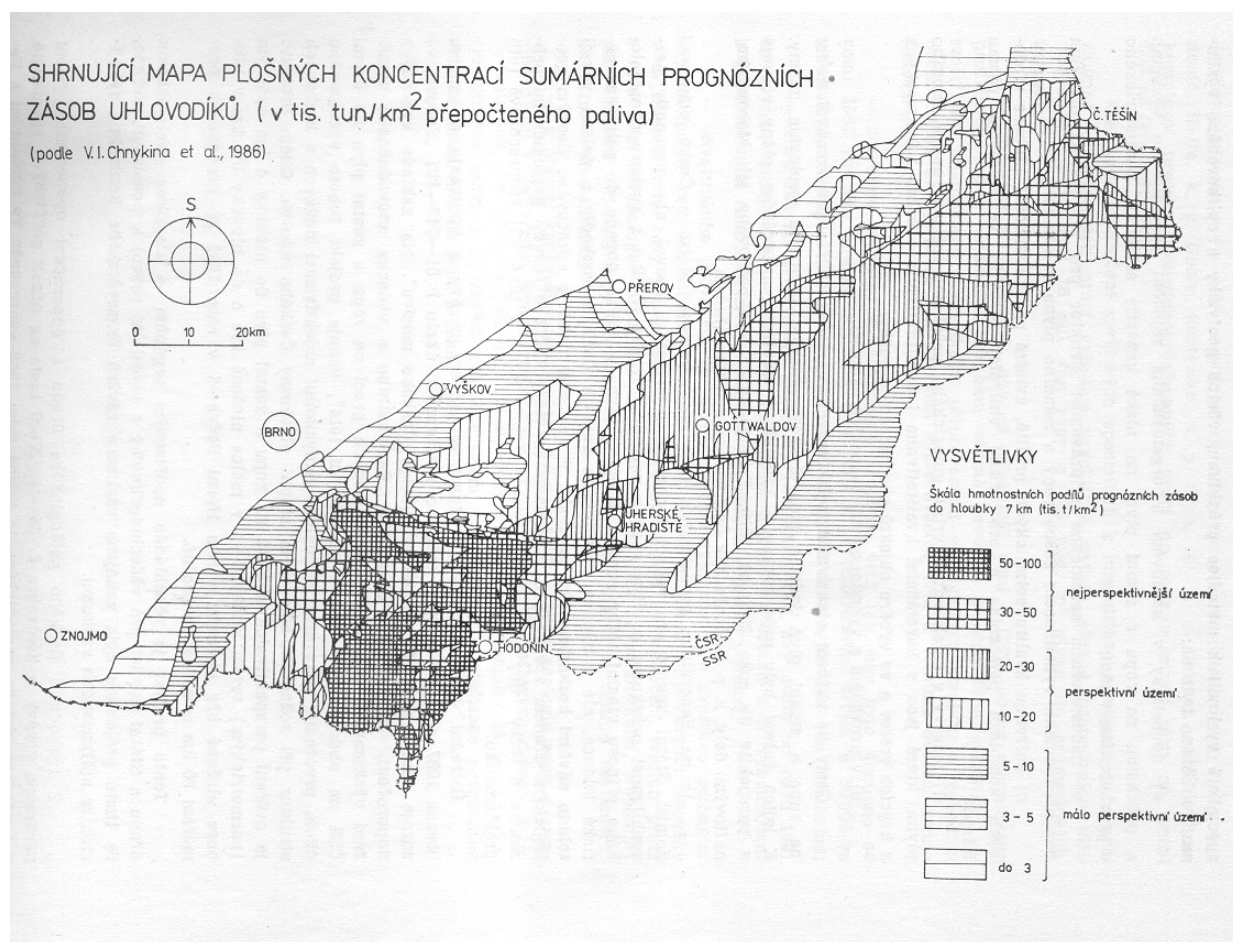 SHRNUJÍCÍ MAPA PLOŠNÝCH KONCENTRACÍ SUMÁRNÍCH PROGNÓZNÍCH
ZÁSOB UHLOVODÍKŮ (v tis. tun/km² přepočteného paliva)
(podle V. I. Chnykina et al., 1986)
S
0 10 20 km
Č. TĚŠÍN
PŘEROV
VYŠKOV
BRNO
GOTTWALDOV
UHERSKÉ
HRADIŠTĚ
ZNOJMO
HODONÍN
ČSR
SSR
VYSVĚTLIVKY
Škála hmotnostních podílů prognózních zásob
do hloubky 7 km (tis. t/km²)
50-100
30-50
nejperspektivnější území
20-30
10-20
perspektivní území
5-10
3-5
do 3
málo perspektivní území